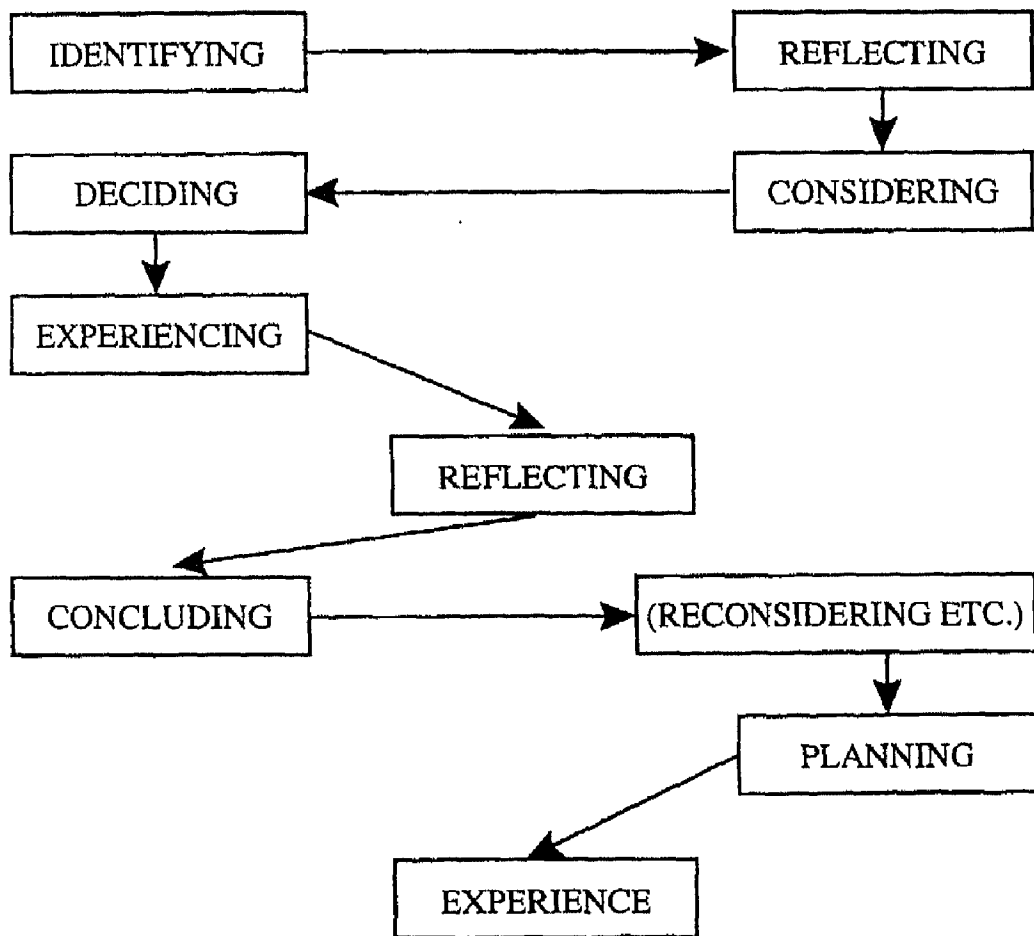 IDENTIFYING
REFLECTING
DECIDING
CONSIDERING
EXPERIENCING
REFLECTING
CONCLUDING
(RECONSIDERING ETC.)
PLANNING
EXPERIENCE